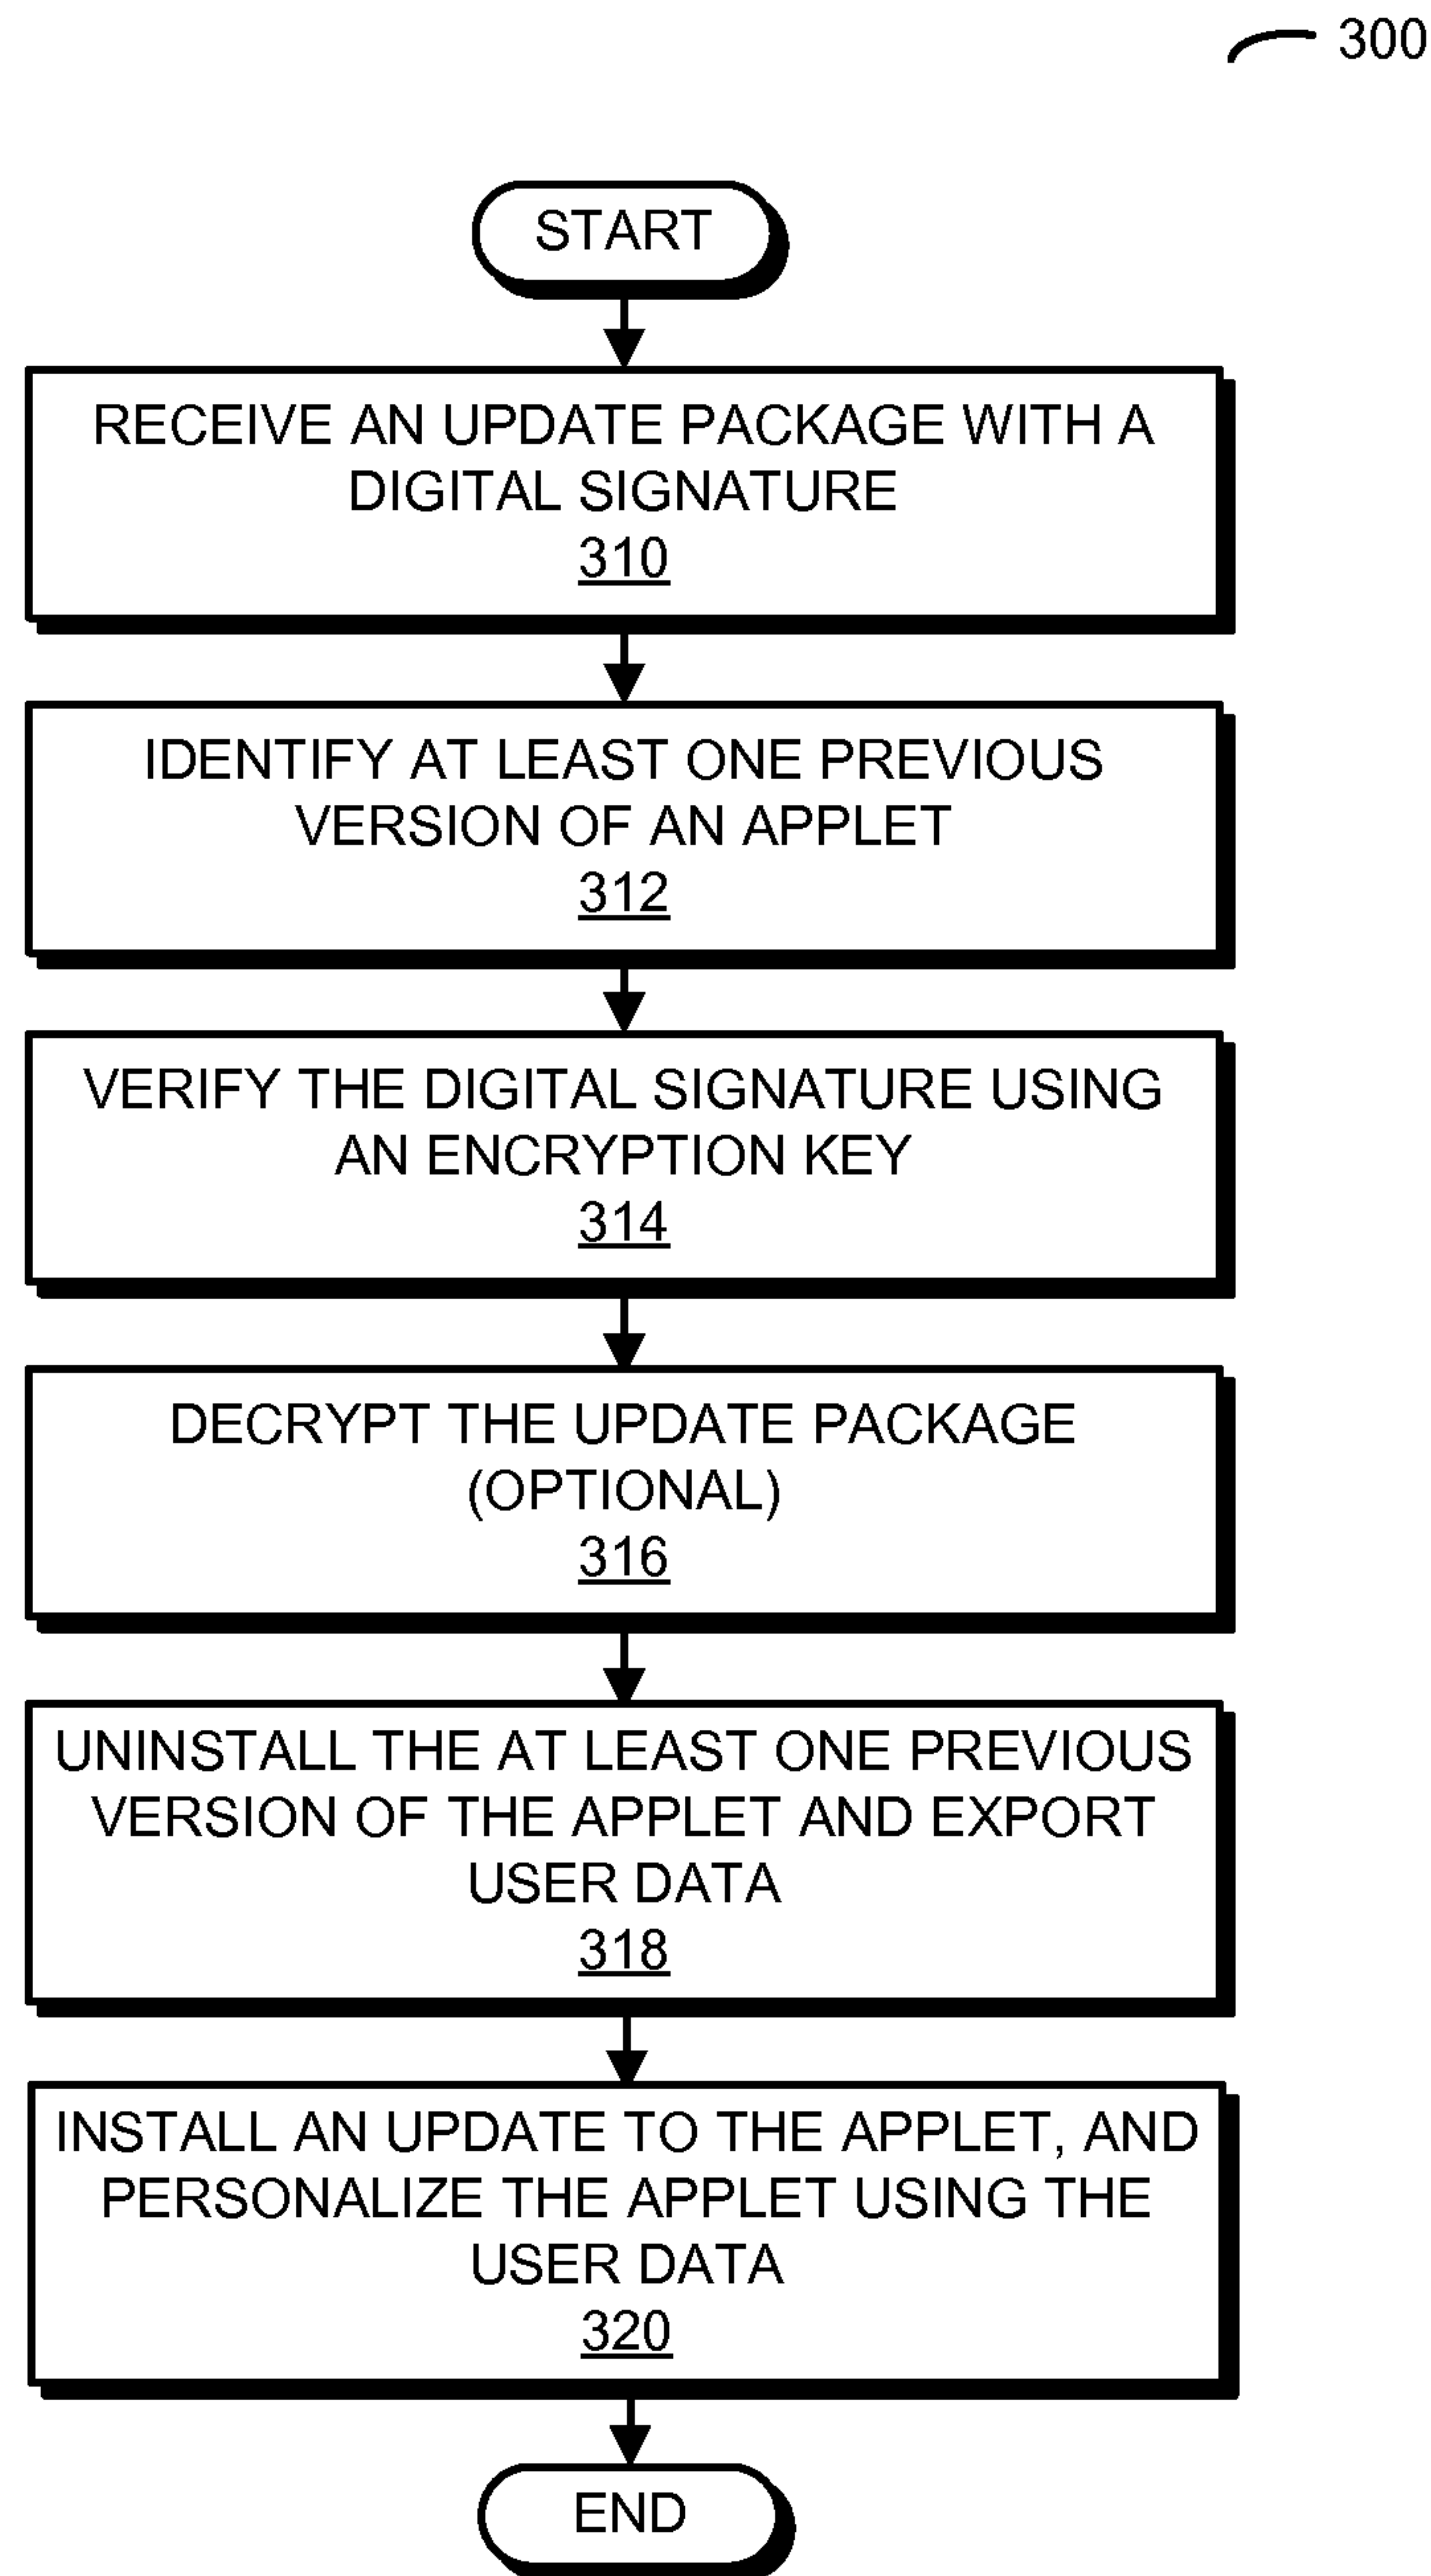 300
START
RECEIVE AN UPDATE PACKAGE WITH A
DIGITAL SIGNATURE
310
IDENTIFY AT LEAST ONE PREVIOUS
VERSION OF AN APPLET
312
VERIFY THE DIGITAL SIGNATURE USING
AN ENCRYPTION KEY
314
DECRYPT THE UPDATE PACKAGE
(OPTIONAL)
316
UNINSTALL THE AT LEAST ONE PREVIOUS
VERSION OF THE APPLET AND EXPORT
USER DATA
318
INSTALL AN UPDATE TO THE APPLET, AND
PERSONALIZE THE APPLET USING THE
USER DATA
320
END